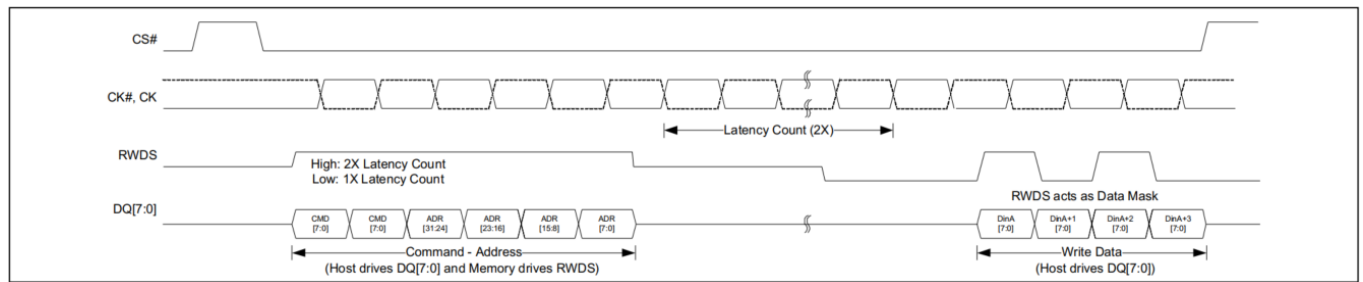 CS#
CK#, CK
Latency Count (2X)
RWDS
High: 2X Latency Count
Low: 1X Latency Count
RWDS acts as Data Mask
DQ[7:0]
CMD [7:0]
CMD [7:0]
ADR [31:24]
ADR [23:16]
ADR [15:8]
ADR [7:0]
DinA [7:0]
DinA+1 [7:0]
DinA+2 [7:0]
DinA+3 [7:0]
Command - Address
(Host drives DQ[7:0] and Memory drives RWDS)
Write Data
(Host drives DQ[7:0])